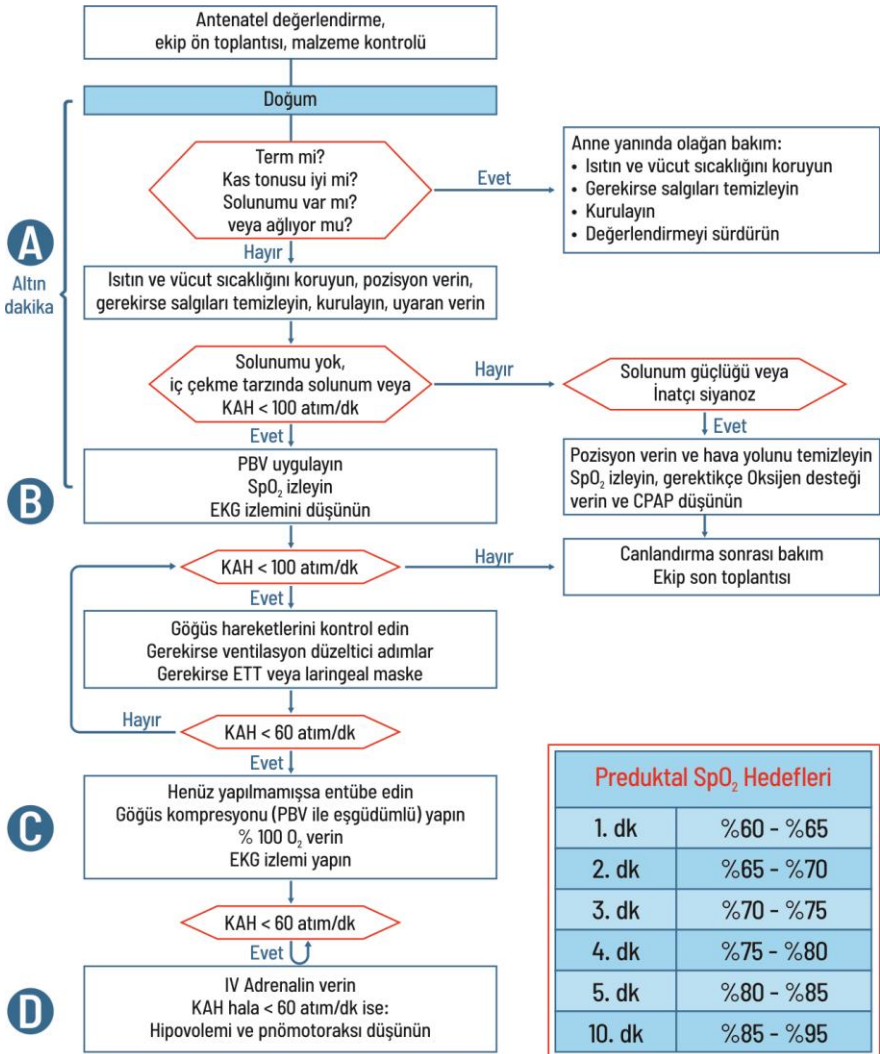 Antenatel değerlendirme,
ekip ön toplantısı, malzeme kontrolü
Doğum
Term mi?
Kas tonusu iyi mi?
Solunumu var mı?
veya ağlıyor mu?
Evet
Anne yanında olağan bakım:
• Isıtın ve vücut sıcaklığını koruyun
• Gerekirse salgıları temizleyin
• Kurulayın
• Değerlendirmeyi sürdürün
A
Altın
dakika
Hayır
Isıtın ve vücut sıcaklığını koruyun, pozisyon verin,
gerekirse salgıları temizleyin, kurulayın, uyaran verin
Solunumu yok,
iç çekme tarzında solunum veya
KAH < 100 atım/dk
Hayır
Solunum güçlüğü veya
İnatçı siyanoz
Evet
Evet
B
PBV uygulayın
SpO₂ izleyin
EKG izlemini düşünün
Pozisyon verin ve hava yolunu temizleyin
SpO₂ izleyin, gerektikçe Oksijen desteği
verin ve CPAP düşünün
KAH < 100 atım/dk
Hayır
Canlandırma sonrası bakım
Ekip son toplantısı
Evet
Göğüs hareketlerini kontrol edin
Gerekirse ventilasyon düzeltici adımlar
Gerekirse ETT veya laringeal maske
Hayır
KAH < 60 atım/dk
Evet
C
Henüz yapılmamışsa entübe edin
Göğüs kompresyonu (PBV ile eşgüdümlü) yapın
% 100 O₂ verin
EKG izlemi yapın
KAH < 60 atım/dk
Evet
D
IV Adrenalin verin
KAH hala < 60 atım/dk ise:
Hipovolemi ve pnömotoraksı düşünün
Preduktal SpO₂ Hedefleri
1. dk %60 - %65
2. dk %65 - %70
3. dk %70 - %75
4. dk %75 - %80
5. dk %80 - %85
10. dk %85 - %95